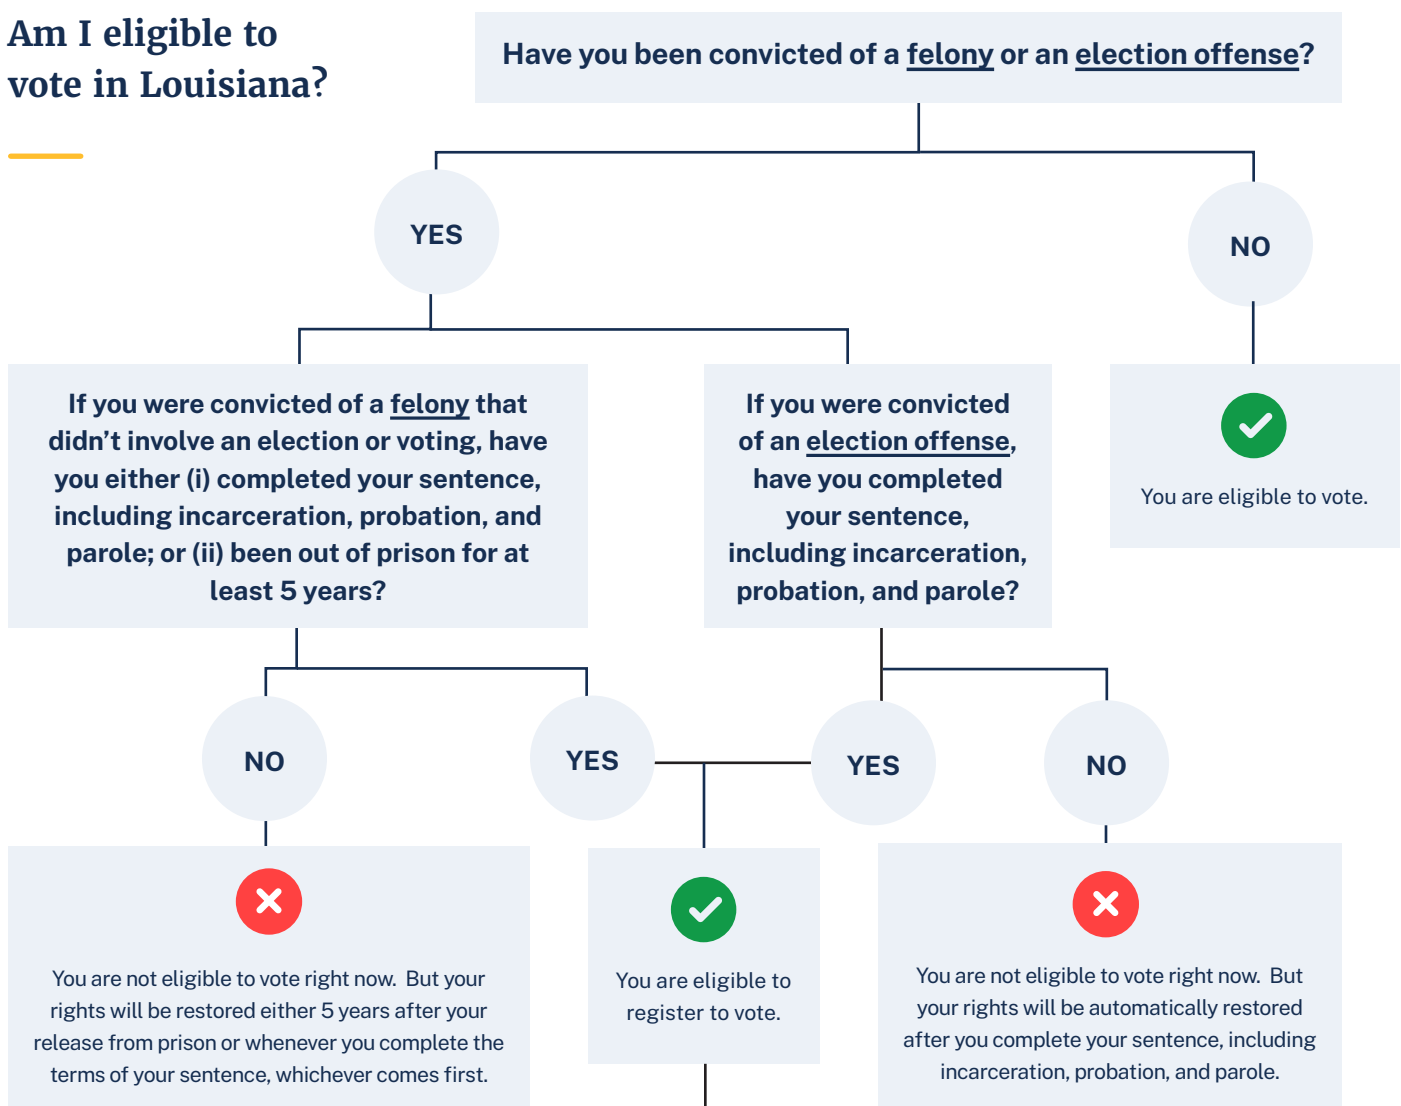 Am I eligible to
vote in Louisiana?
Have you been convicted of a felony or an election offense?
YES
NO
If you were convicted of a felony that
didn't involve an election or voting, have
you either (i) completed your sentence,
including incarceration, probation, and
parole; or (ii) been out of prison for at
least 5 years?
If you were convicted
of an election offense,
have you completed
your sentence,
including incarceration,
probation, and parole?
You are eligible to vote.
NO
YES
YES
NO
You are not eligible to vote right now.  But your
rights will be restored either 5 years after your
release from prison or whenever you complete the
terms of your sentence, whichever comes first.
You are eligible to
register to vote.
You are not eligible to vote right now.  But
your rights will be automatically restored
after you complete your sentence, including
incarceration, probation, and parole.